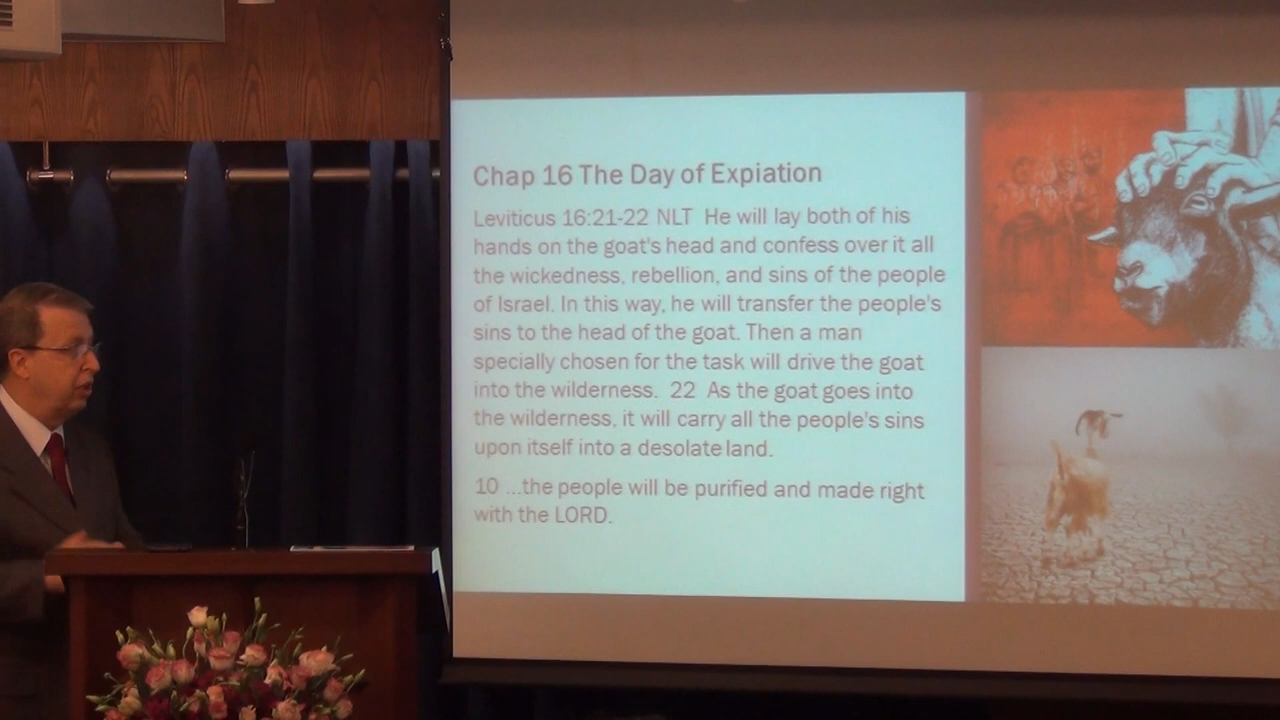 Chap 16 The Day of Expiation
Leviticus 16:21-22 NLT He will lay both of his
hands on the goat's head and confess over it all
the wickedness, rebellion, and sins of the people
of Israel. In this way, he will transfer the people's
sins to the head of the goat. Then a man
specially chosen for the task will drive the goat
into the wilderness. 22 As the goat goes into
the wilderness, it will carry all the people's sins
upon itself into a desolate land.
10 ...the people will be purified and made right
with the LORD.